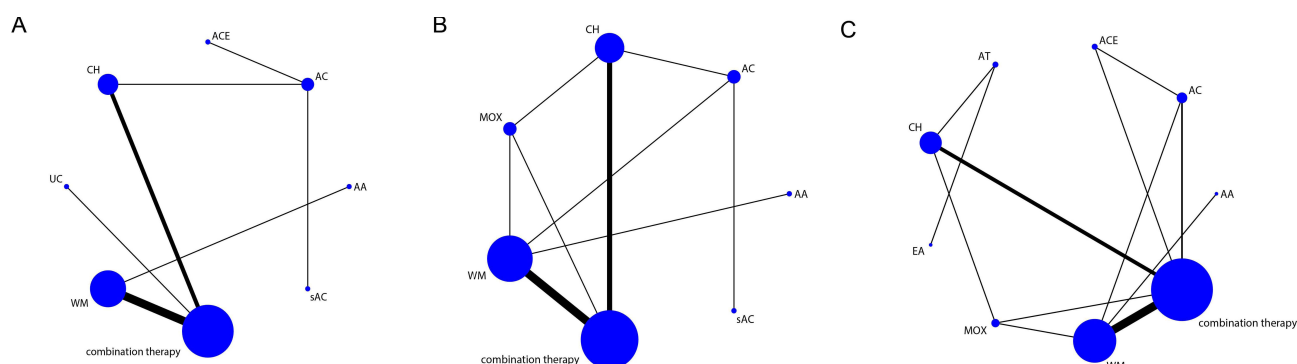 A
ACE
CH
AC
UC
AA
WM
sAC
combination therapy
B
CH
AC
MOX
AA
WM
sAC
combination therapy
C
ACE
AT
AC
CH
AA
EA
MOX
combination therapy
WM